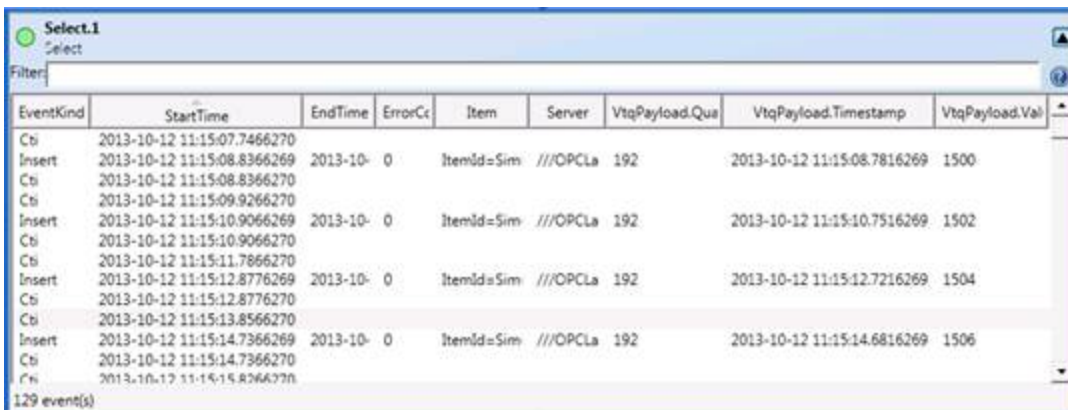 Select.1
Select
Filter:
EventKind StartTime EndTime ErrorCc Item Server VtqPayload.Qua VtqPayload.Timestamp VtqPayload.Val
Cti 2013-10-12 11:15:07.7466270
Insert 2013-10-12 11:15:08.8366269 2013-10- 0 ItemId=Sim ///OPCLa 192 2013-10-12 11:15:08.7816269 1500
Cti 2013-10-12 11:15:08.8366270
Cti 2013-10-12 11:15:09.9266270
Insert 2013-10-12 11:15:10.9066269 2013-10- 0 ItemId=Sim ///OPCLa 192 2013-10-12 11:15:10.7516269 1502
Cti 2013-10-12 11:15:10.9066270
Cti 2013-10-12 11:15:11.7866270
Insert 2013-10-12 11:15:12.8776269 2013-10- 0 ItemId=Sim ///OPCLa 192 2013-10-12 11:15:12.7216269 1504
Cti 2013-10-12 11:15:12.8776270
Cti 2013-10-12 11:15:13.8566270
Insert 2013-10-12 11:15:14.7366269 2013-10- 0 ItemId=Sim ///OPCLa 192 2013-10-12 11:15:14.6816269 1506
Cti 2013-10-12 11:15:14.7366270
Cti 2013-10-12 11:15:15.8266270
129 event(s)